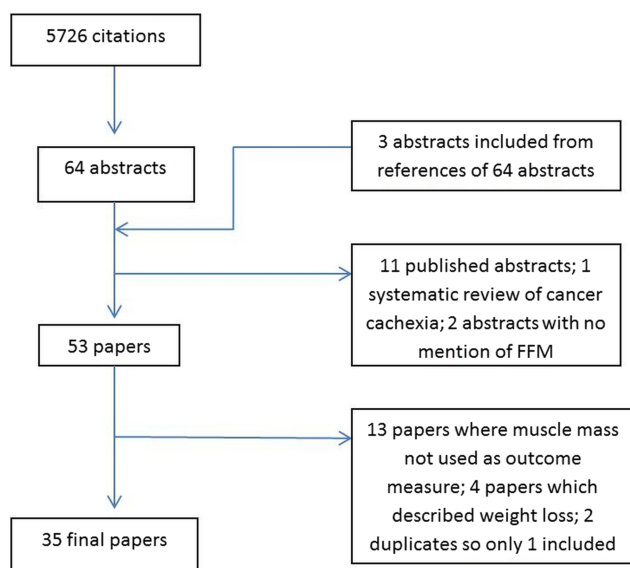 5726 citations
3 abstracts included from
references of 64 abstracts
64 abstracts
11 published abstracts; 1
systematic review of cancer
cachexia; 2 abstracts with no
mention of FFM
53 papers
13 papers where muscle mass
not used as outcome
measure; 4 papers which
described weight loss; 2
duplicates so only 1 included
35 final papers